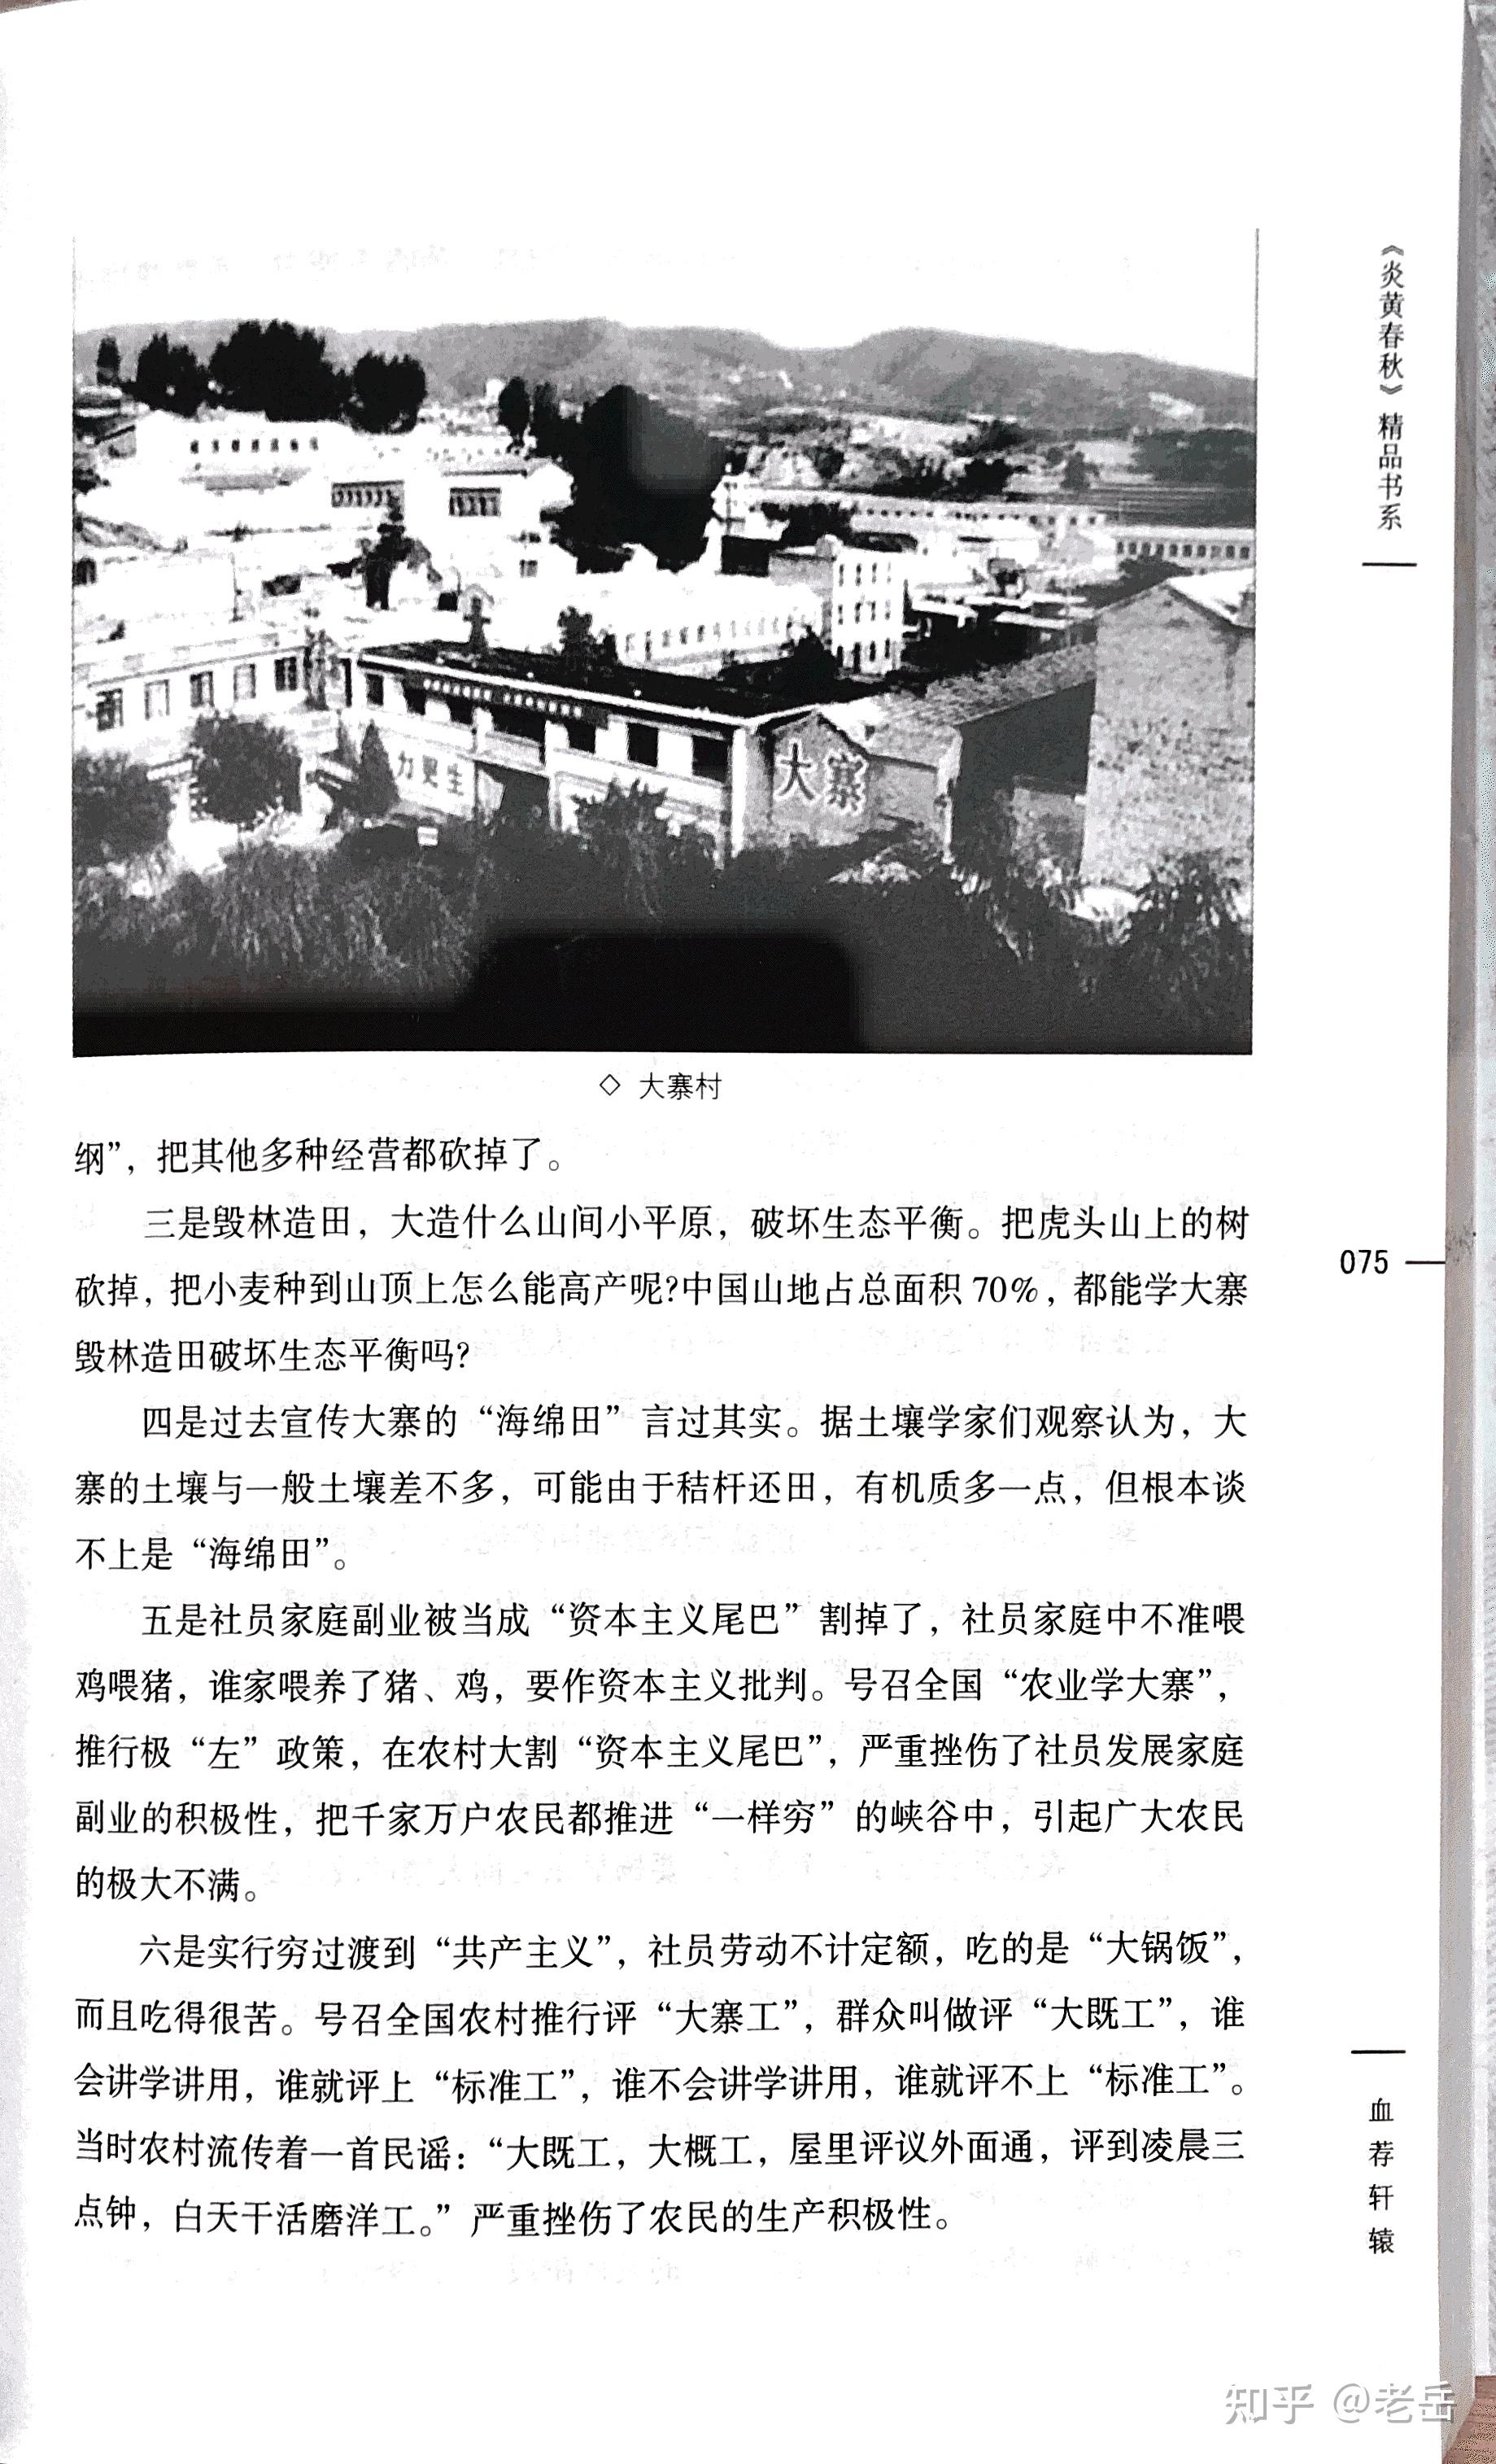 《炎黄春秋》精品书系
力更生
大寨
◇ 大寨村
纲”，把其他多种经营都砍掉了。
三是毁林造田，大造什么山间小平原，破坏生态平衡。把虎头山上的树
砍掉，把小麦种到山顶上怎么能高产呢?中国山地占总面积70%，都能学大寨
毁林造田破坏生态平衡吗?
四是过去宣传大寨的“海绵田”言过其实。据土壤学家们观察认为，大
寨的土壤与一般土壤差不多，可能由于秸杆还田，有机质多一点，但根本谈
不上是“海绵田”。
五是社员家庭副业被当成“资本主义尾巴”割掉了，社员家庭中不准喂
鸡喂猪，谁家喂养了猪、鸡，要作资本主义批判。号召全国“农业学大寨”，
推行极“左”政策，在农村大割“资本主义尾巴”，严重挫伤了社员发展家庭
副业的积极性，把千家万户农民都推进“一样穷”的峡谷中，引起广大农民
的极大不满。
六是实行穷过渡到“共产主义”，社员劳动不计定额，吃的是“大锅饭”，
而且吃得很苦。号召全国农村推行评“大寨工”，群众叫做评“大既工”，谁
会讲学讲用，谁就评上“标准工”，谁不会讲学讲用，谁就评不上“标准工”。
当时农村流传着一首民谣：“大既工，大概工，屋里评议外面通，评到凌晨三
点钟，白天干活磨洋工。”严重挫伤了农民的生产积极性。
075
血荐轩辕
知乎 @老岳